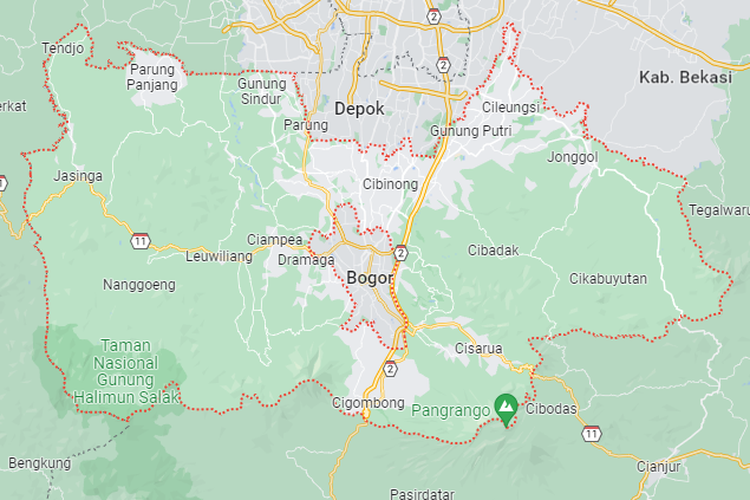 2
Tendjo
2
Parung
Panjang
Gunung
Sindur
Kab. Bekasi
Depok
Cileungsi
Parung
Gunung Putri
Jonggol
Jasinga
Cibinong
Tegalwaru
11
Ciampea
2
Leuwiliang
Dramaga
Cibadak
Bogor
Nanggoeng
Cikabuyutan
Taman
Nasional
Gunung
Halimun Salak
Cisarua
2
Cigombong
Pangrango
Cibodas
11
Bengkung
Cianjur
Pasirdatar